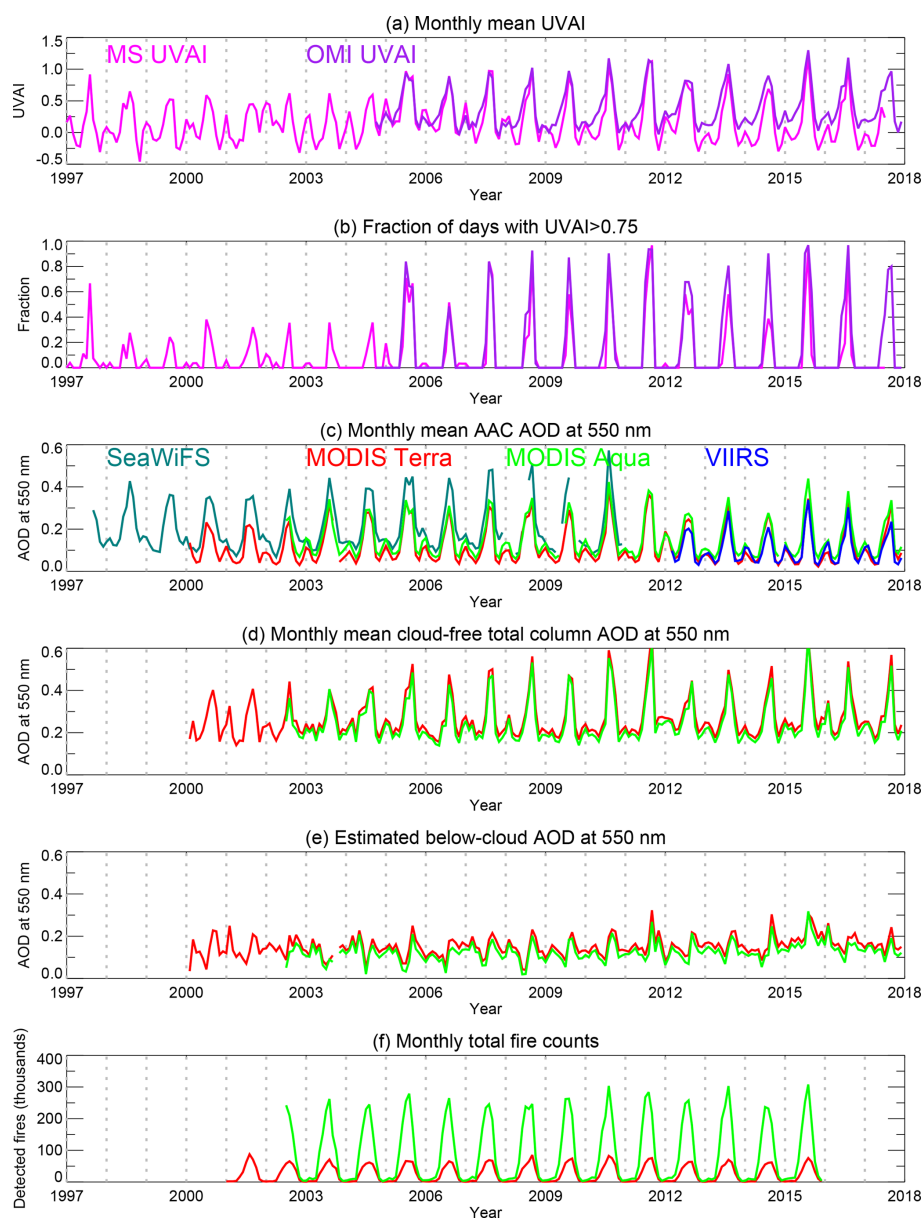 (a) Monthly mean UVAI
MS UVAI OMI UVAI
UVAI
1.5
1.0
0.5
0.0
-0.5
1997 2000 2003 2006 2009 2012 2015 2018
Year
(b) Fraction of days with UVAI>0.75
Fraction
1.0
0.8
0.6
0.4
0.2
0.0
1997 2000 2003 2006 2009 2012 2015 2018
Year
(c) Monthly mean AAC AOD at 550 nm
SeaWiFS MODIS Terra MODIS Aqua VIIRS
AOD at 550 nm
0.6
0.4
0.2
0.0
1997 2000 2003 2006 2009 2012 2015 2018
Year
(d) Monthly mean cloud-free total column AOD at 550 nm
AOD at 550 nm
0.6
0.4
0.2
0.0
1997 2000 2003 2006 2009 2012 2015 2018
Year
(e) Estimated below-cloud AOD at 550 nm
AOD at 550 nm
0.6
0.4
0.2
0.0
1997 2000 2003 2006 2009 2012 2015 2018
Year
(f) Monthly total fire counts
Detected fires (thousands)
400
300
200
100
0
1997 2000 2003 2006 2009 2012 2015 2018
Year